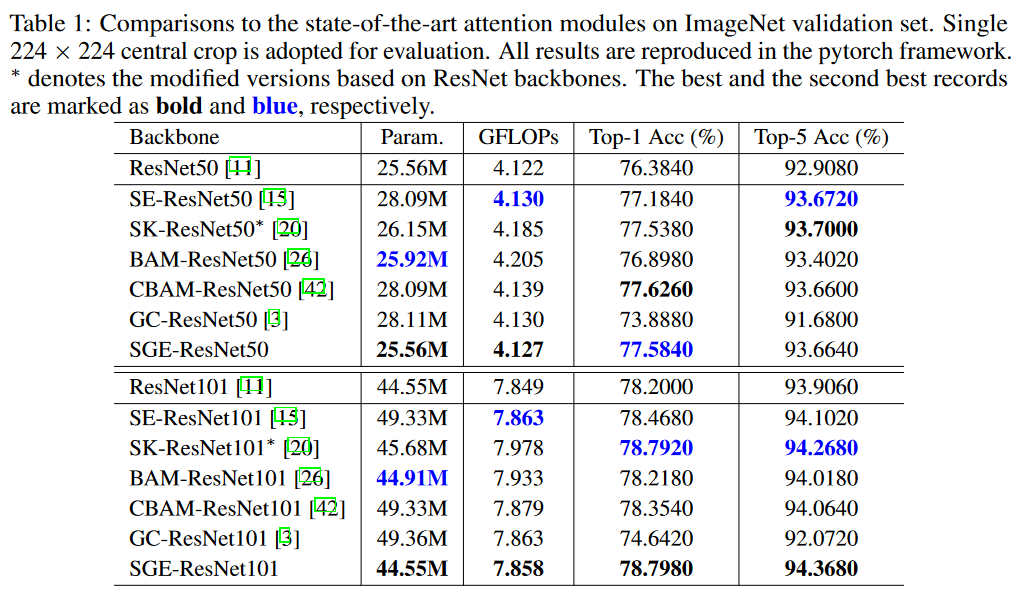 Table 1: Comparisons to the state-of-the-art attention modules on ImageNet validation set. Single
224 × 224 central crop is adopted for evaluation. All results are reproduced in the pytorch framework.
* denotes the modified versions based on ResNet backbones. The best and the second best records
are marked as bold and blue, respectively.
Backbone Param. GFLOPs Top-1 Acc (%) Top-5 Acc (%)
ResNet50 [11] 25.56M 4.122 76.3840 92.9080
SE-ResNet50 [15] 28.09M 4.130 77.1840 93.6720
SK-ResNet50* [20] 26.15M 4.185 77.5380 93.7000
BAM-ResNet50 [26] 25.92M 4.205 76.8980 93.4020
CBAM-ResNet50 [42] 28.09M 4.139 77.6260 93.6600
GC-ResNet50 [3] 28.11M 4.130 73.8880 91.6800
SGE-ResNet50 25.56M 4.127 77.5840 93.6640
ResNet101 [11] 44.55M 7.849 78.2000 93.9060
SE-ResNet101 [15] 49.33M 7.863 78.4680 94.1020
SK-ResNet101* [20] 45.68M 7.978 78.7920 94.2680
BAM-ResNet101 [26] 44.91M 7.933 78.2180 94.0180
CBAM-ResNet101 [42] 49.33M 7.879 78.3540 94.0640
GC-ResNet101 [3] 49.36M 7.863 74.6420 92.0720
SGE-ResNet101 44.55M 7.858 78.7980 94.3680